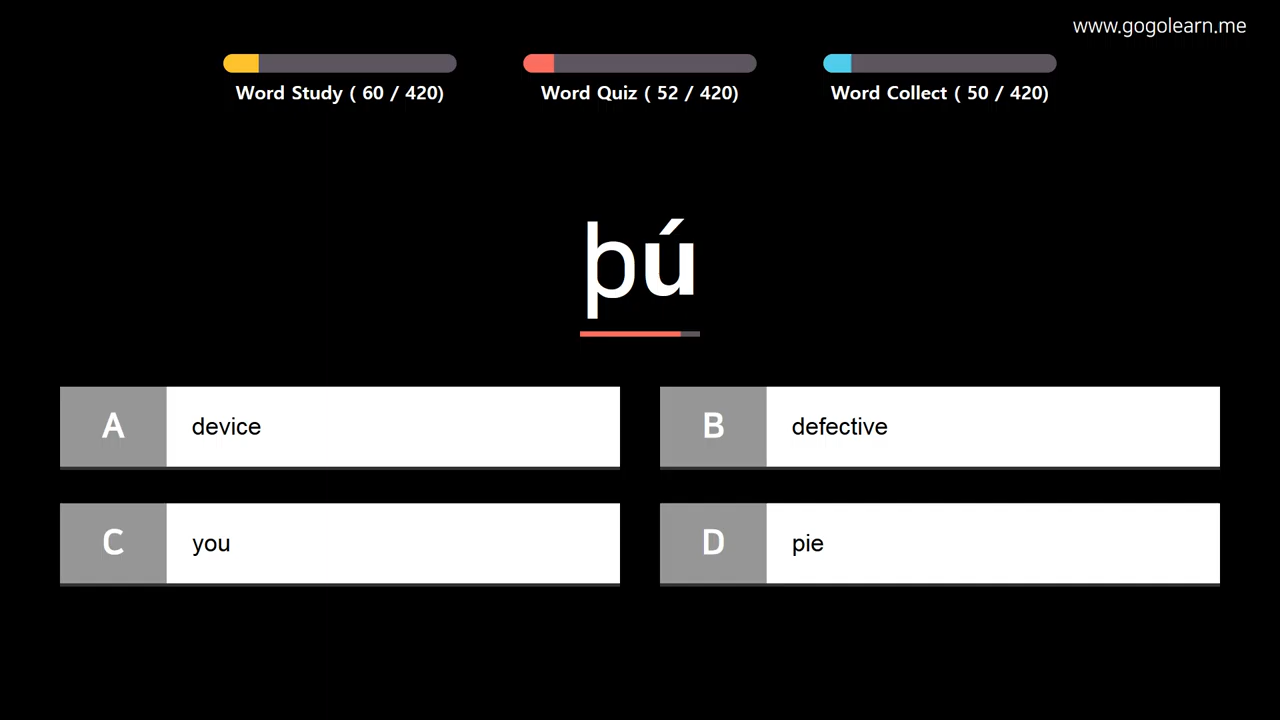 www.gogolearn.me
Word Study ( 60 / 420)
Word Quiz ( 52 / 420)
Word Collect ( 50 / 420)
þú
A device
B defective
C you
D pie